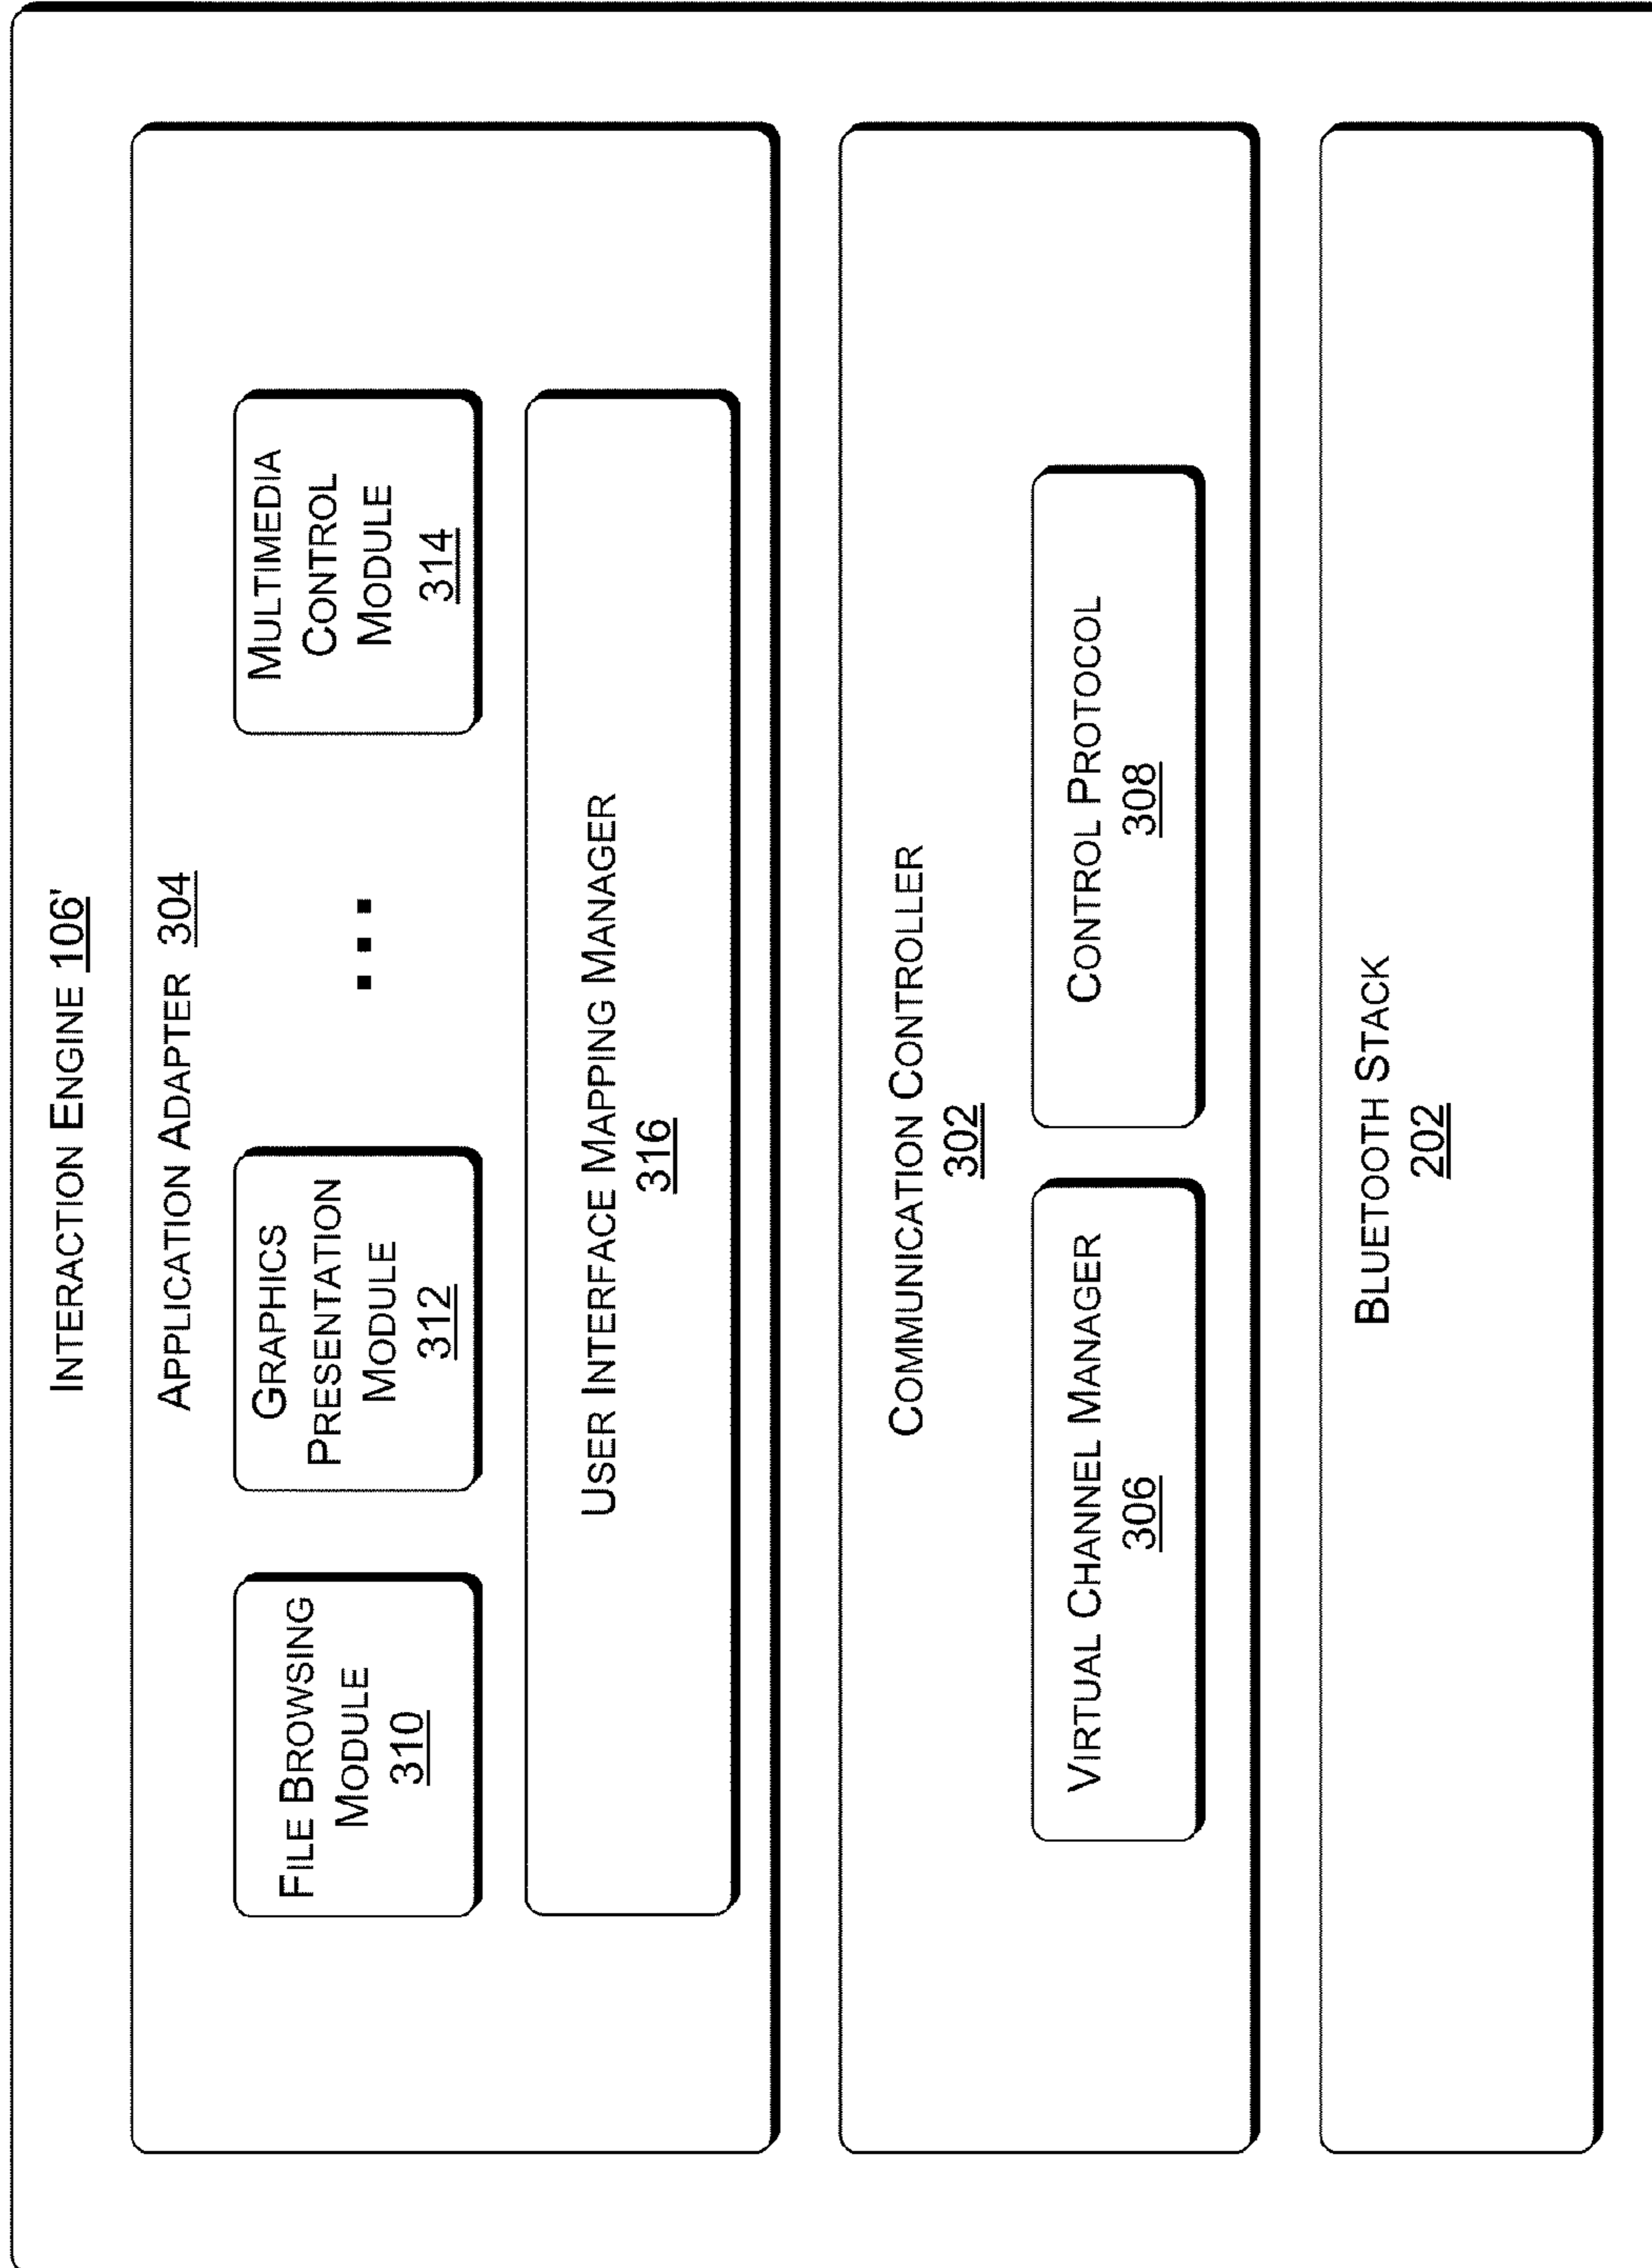 INTERACTION ENGINE 106'
APPLICATION ADAPTER 304
FILE BROWSING
MODULE
310
GRAPHICS
PRESENTATION
MODULE
312
...
MULTIMEDIA
CONTROL
MODULE
314
USER INTERFACE MAPPING MANAGER
316
COMMUNICATION CONTROLLER
302
VIRTUAL CHANNEL MANAGER
306
CONTROL PROTOCOL
308
BLUETOOTH STACK
202